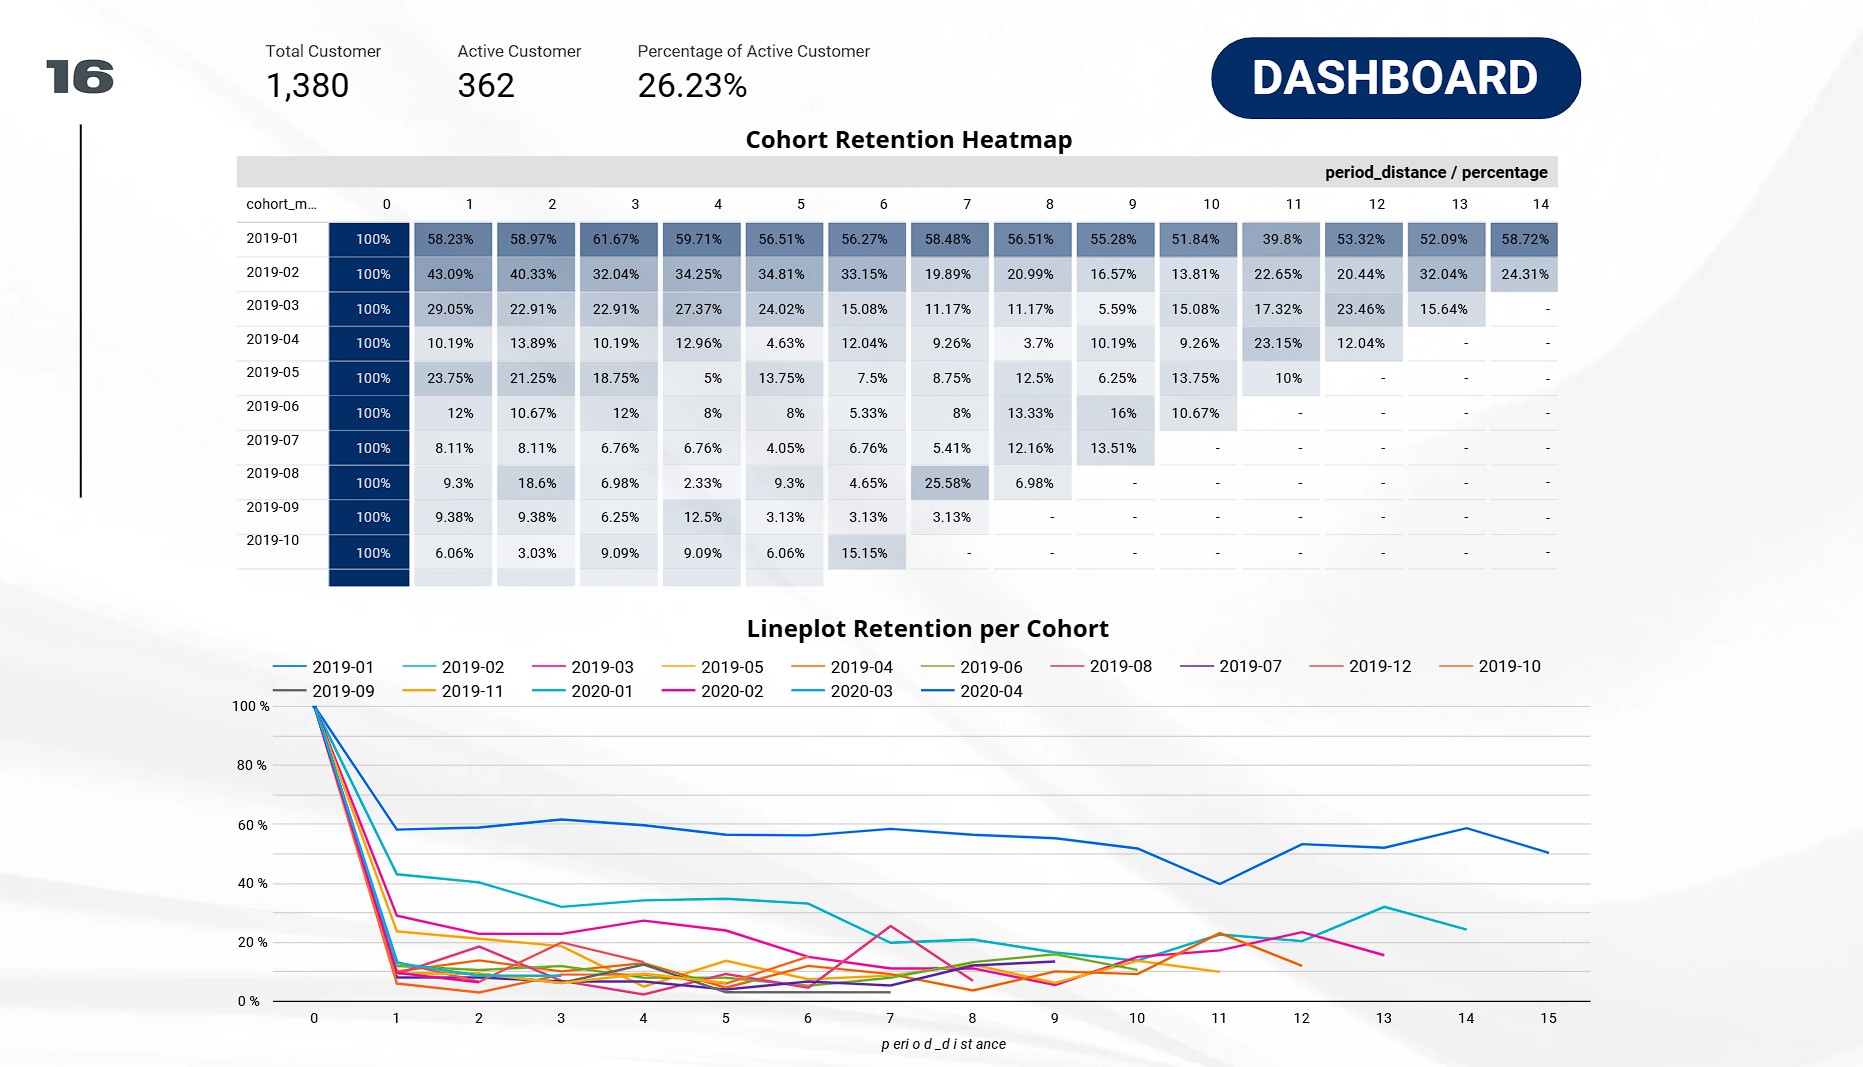 16
Total Customer Active Customer Percentage of Active Customer
1,380 362 26.23%
DASHBOARD
Cohort Retention Heatmap
period_distance / percentage
cohort_m... 0 1 2 3 4 5 6 7 8 9 10 11 12 13 14
2019-01 100% 58.23% 58.97% 61.67% 59.71% 56.51% 56.27% 58.48% 56.51% 55.28% 51.84% 39.8% 53.32% 52.09% 58.72%
2019-02 100% 43.09% 40.33% 32.04% 34.25% 34.81% 33.15% 19.89% 20.99% 16.57% 13.81% 22.65% 20.44% 32.04% 24.31%
2019-03 100% 29.05% 22.91% 22.91% 27.37% 24.02% 15.08% 11.17% 11.17% 5.59% 15.08% 17.32% 23.46% 15.64% -
2019-04 100% 10.19% 13.89% 10.19% 12.96% 4.63% 12.04% 9.26% 3.7% 10.19% 9.26% 23.15% 12.04% - -
2019-05 100% 23.75% 21.25% 18.75% 5% 13.75% 7.5% 8.75% 12.5% 6.25% 13.75% 10% - - -
2019-06 100% 12% 10.67% 12% 8% 8% 5.33% 8% 13.33% 16% 10.67% - - - -
2019-07 100% 8.11% 8.11% 6.76% 6.76% 4.05% 6.76% 5.41% 12.16% 13.51% - - - - -
2019-08 100% 9.3% 18.6% 6.98% 2.33% 9.3% 4.65% 25.58% 6.98% - - - - - -
2019-09 100% 9.38% 9.38% 6.25% 12.5% 3.13% 3.13% 3.13% - - - - - - -
2019-10 100% 6.06% 3.03% 9.09% 9.09% 6.06% 15.15% - - - - - - - -
Lineplot Retention per Cohort
2019-01 2019-02 2019-03 2019-05 2019-04 2019-06 2019-08 2019-07 2019-12 2019-10
2019-09 2019-11 2020-01 2020-02 2020-03 2020-04
100 %
80 %
60 %
40 %
20 %
0 %
0 1 2 3 4 5 6 7 8 9 10 11 12 13 14 15
period_distance